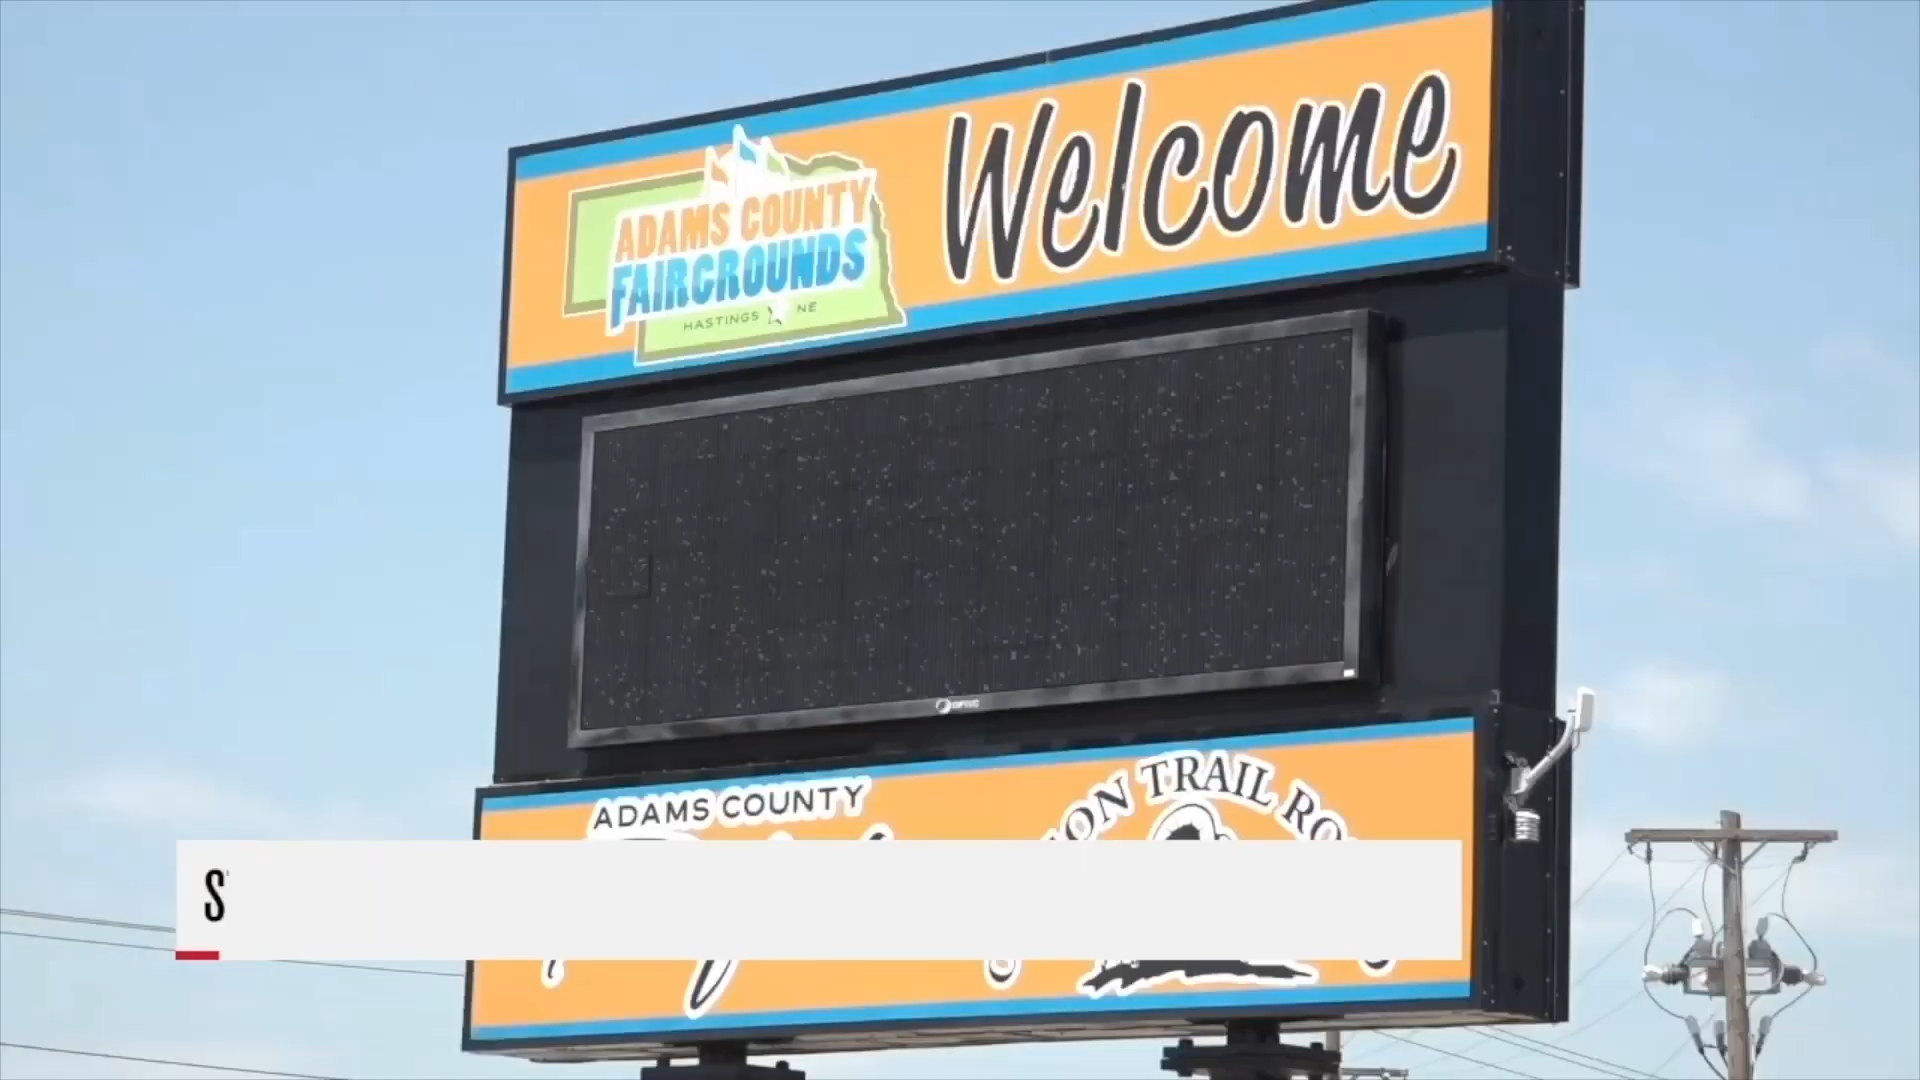 Welcome
ADAMS COUNTY
FAIRGROUNDS
HASTINGS NE
ADAMS COUNTY
TRAIL
S